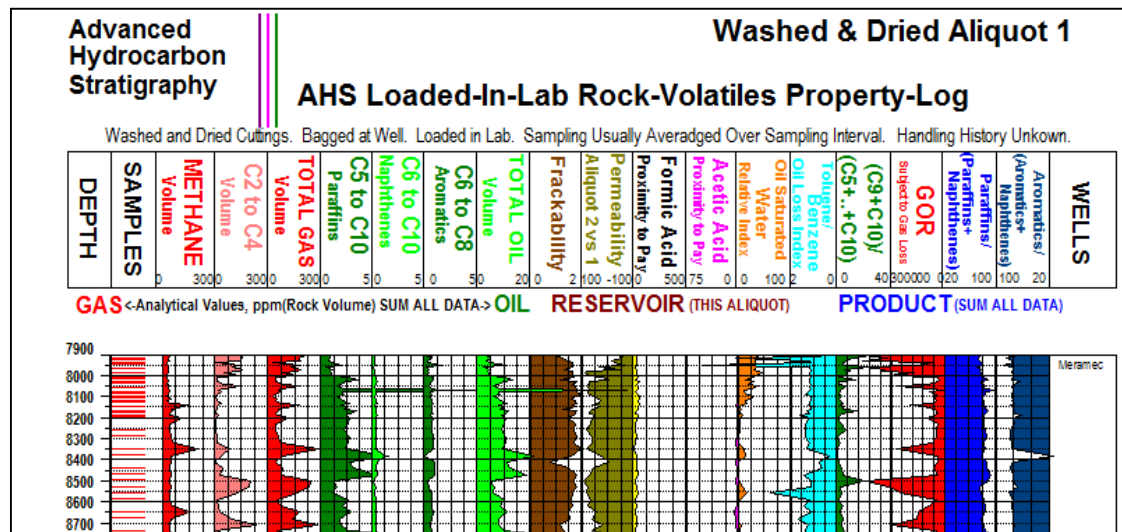 Advanced
Hydrocarbon
Stratigraphy
Washed & Dried Aliquot 1
AHS Loaded-In-Lab Rock-Volatiles Property-Log
Washed and Dried Cuttings. Bagged at Well. Loaded in Lab. Sampling Usually Averadged Over Sampling Interval. Handling History Unkown.
DEPTH
SAMPLES
METHANE
Volume
0 3000
C2 to C4
Volume
300
TOTAL GAS
Volume
0 300
C5 to C10
Paraffins
5
C6 to C10
Naphthenes
5
C6 to C8
Aromatics
5
TOTAL OIL
Volume
0 20
Frackability
0 2
Permeability
Aliquot 2 vs 1
100 -100
Formic Acid
Proximity to Pay
0 500
Acetic Acid
Proximity to Pay
75 0
Oil Saturated
Water
Relative Index
0 100
Toluene/
Benzene
Oil Loss Index
2 0
(C9+C10)/
(C5+..+C10)
0 40
GOR
Subject to Gas Loss
300000 0
Paraffins/
(Paraffins+
Naphthenes)
20 100
Aromatics/
(Aromatics+
Naphthenes)
100 20
WELLS
GAS <-Analytical Values, ppm(Rock Volume) SUM ALL DATA-> OIL RESERVOIR (THIS ALIQUOT) PRODUCT (SUM ALL DATA)
7900
Meramec
8000
8100
8200
8300
8400
8500
8600
8700